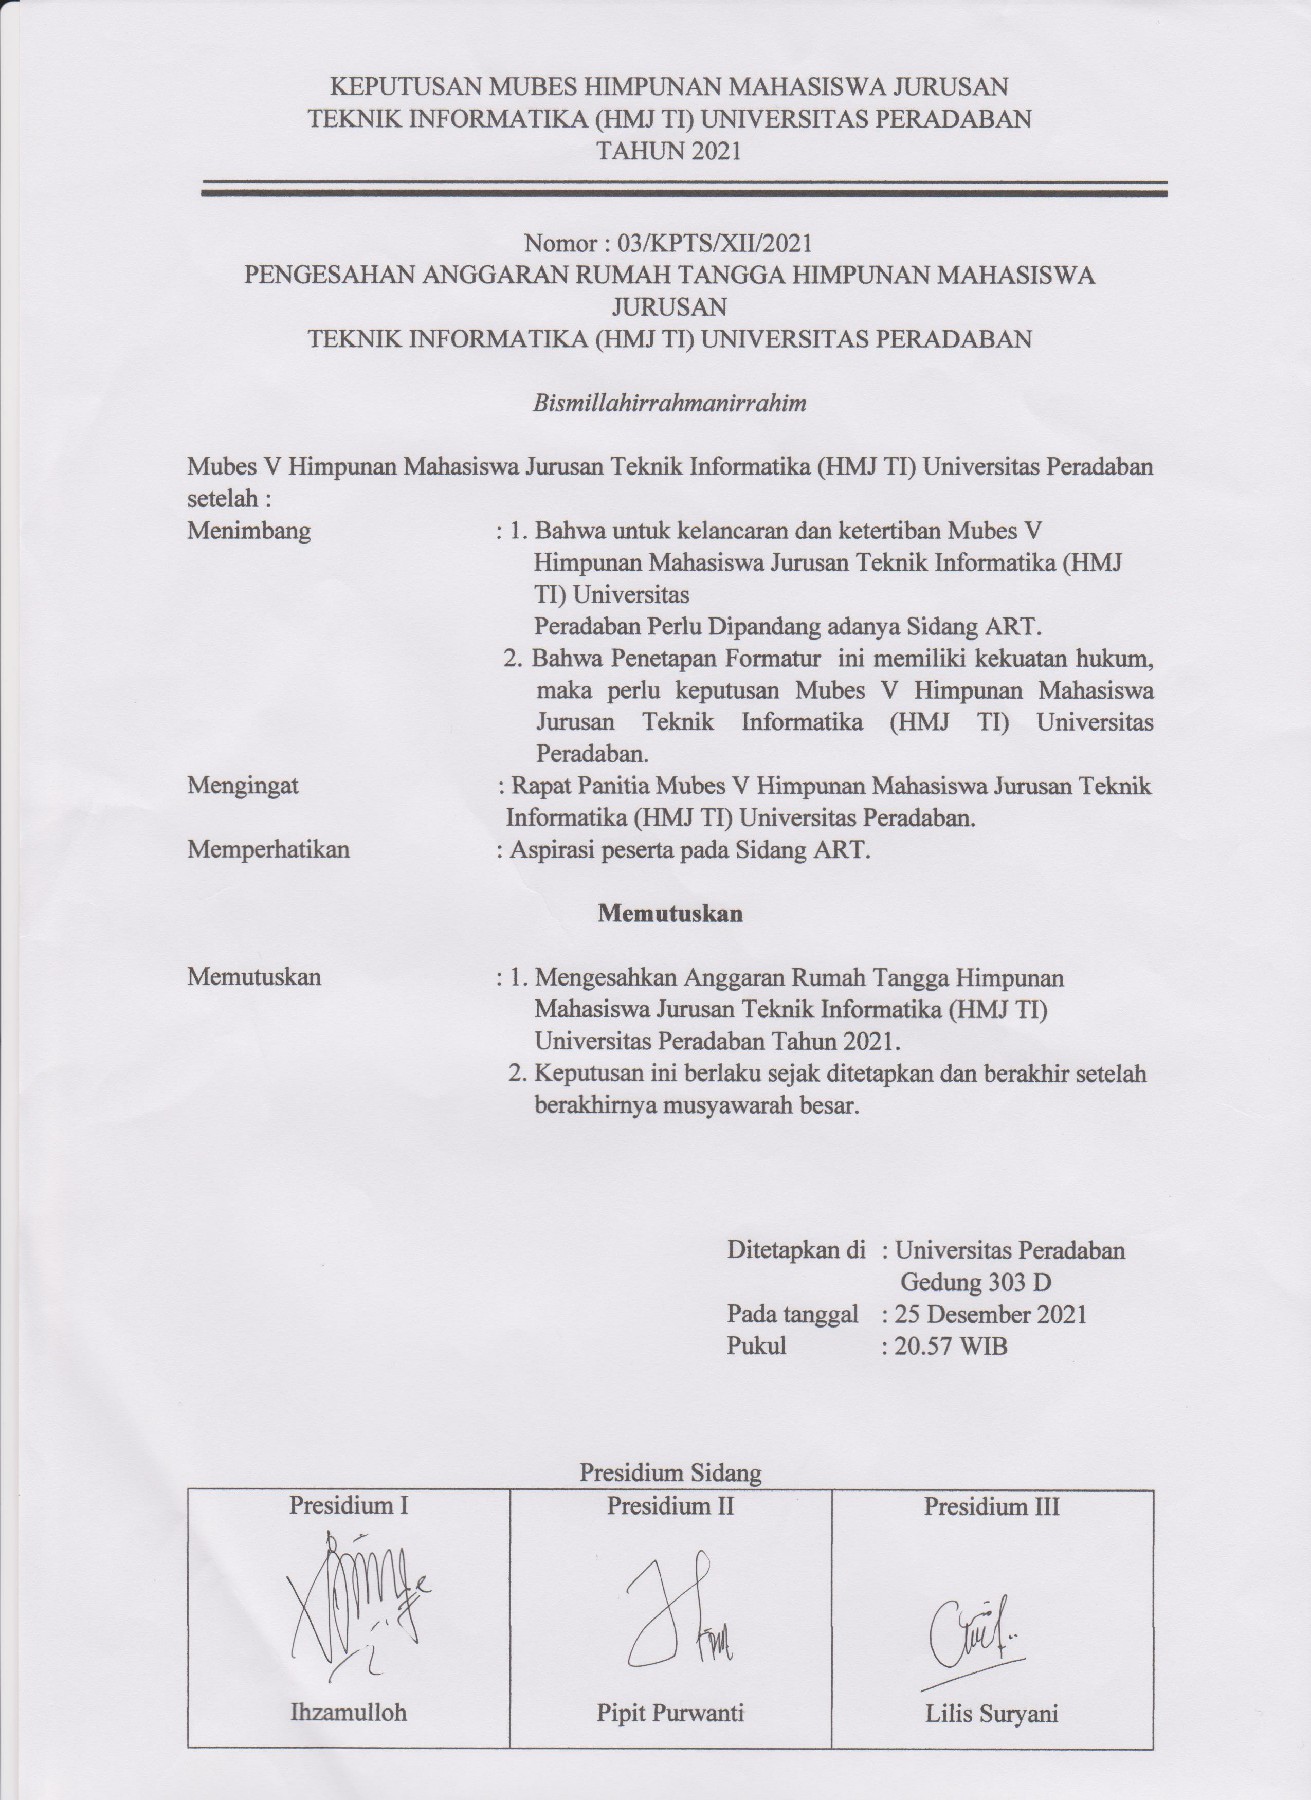 KEPUTUSAN MUBES HIMPUNAN MAHASISWA JURUSAN
TEKNIK INFORMATIKA (HMJ TI) UNIVERSITAS PERADABAN
TAHUN 2021
Nomor : 03/KPTS/XII/2021
PENGESAHAN ANGGARAN RUMAH TANGGA HIMPUNAN MAHASISWA
JURUSAN
TEKNIK INFORMATIKA (HMJ TI) UNIVERSITAS PERADABAN
Bismillahirrahmanirrahim
Mubes V Himpunan Mahasiswa Jurusan Teknik Informatika (HMJ TI) Universitas Peradaban
setelah :
Menimbang : 1. Bahwa untuk kelancaran dan ketertiban Mubes V
Himpunan Mahasiswa Jurusan Teknik Informatika (HMJ
TI) Universitas
Peradaban Perlu Dipandang adanya Sidang ART.
2. Bahwa Penetapan Formatur ini memiliki kekuatan hukum,
maka perlu keputusan Mubes V Himpunan Mahasiswa
Jurusan Teknik Informatika (HMJ TI) Universitas
Peradaban.
Mengingat : Rapat Panitia Mubes V Himpunan Mahasiswa Jurusan Teknik
Informatika (HMJ TI) Universitas Peradaban.
Memperhatikan : Aspirasi peserta pada Sidang ART.
Memutuskan
Memutuskan : 1. Mengesahkan Anggaran Rumah Tangga Himpunan
Mahasiswa Jurusan Teknik Informatika (HMJ TI)
Universitas Peradaban Tahun 2021.
2. Keputusan ini berlaku sejak ditetapkan dan berakhir setelah
berakhirnya musyawarah besar.
Ditetapkan di : Universitas Peradaban
Gedung 303 D
Pada tanggal : 25 Desember 2021
Pukul : 20.57 WIB
Presidium Sidang
Presidium I Presidium II Presidium III
Ihzamulloh Pipit Purwanti Lilis Suryani